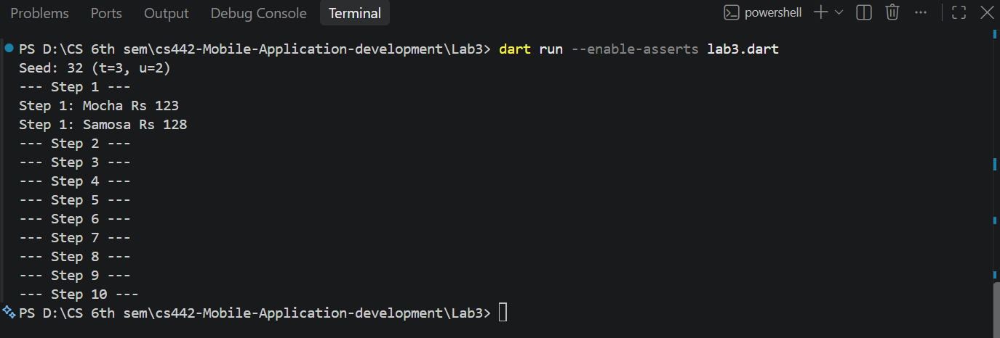 Problems Ports Output Debug Console Terminal powershell
PS D:\CS 6th sem\cs442-Mobile-Application-development\Lab3> dart run --enable-asserts lab3.dart
Seed: 32 (t=3, u=2)
--- Step 1 ---
Step 1: Mocha Rs 123
Step 1: Samosa Rs 128
--- Step 2 ---
--- Step 3 ---
--- Step 4 ---
--- Step 5 ---
--- Step 6 ---
--- Step 7 ---
--- Step 8 ---
--- Step 9 ---
--- Step 10 ---
PS D:\CS 6th sem\cs442-Mobile-Application-development\Lab3>